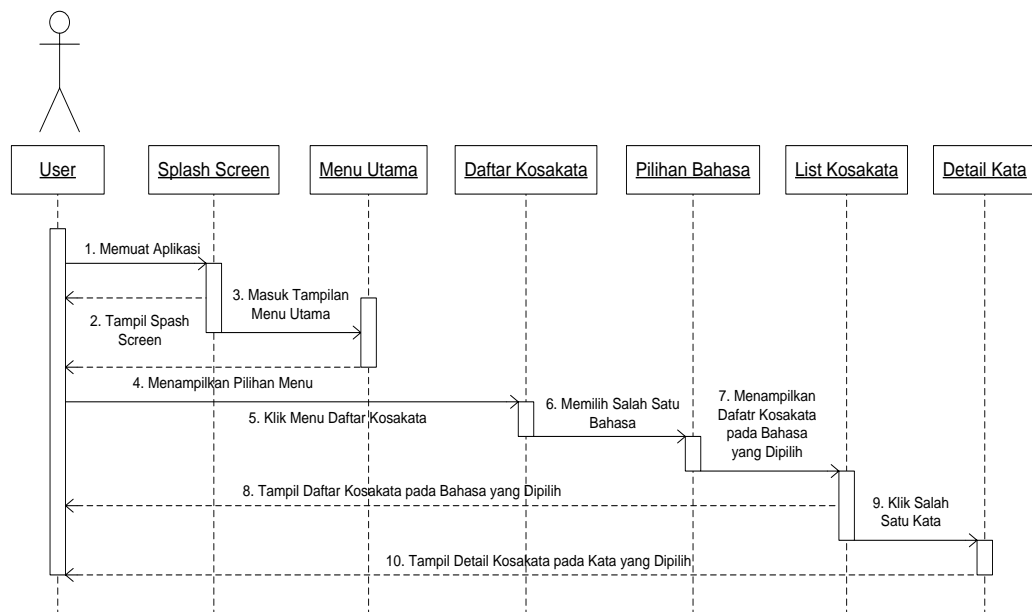 User
Splash Screen
Menu Utama
Daftar Kosakata
Pilihan Bahasa
List Kosakata
Detail Kata
1. Memuat Aplikasi
2. Tampil Spash
Screen
3. Masuk Tampilan
Menu Utama
4. Menampilkan Pilihan Menu
5. Klik Menu Daftar Kosakata
6. Memilih Salah Satu
Bahasa
7. Menampilkan
Dafatr Kosakata
pada Bahasa
yang Dipilih
8. Tampil Daftar Kosakata pada Bahasa yang Dipilih
9. Klik Salah
Satu Kata
10. Tampil Detail Kosakata pada Kata yang Dipilih